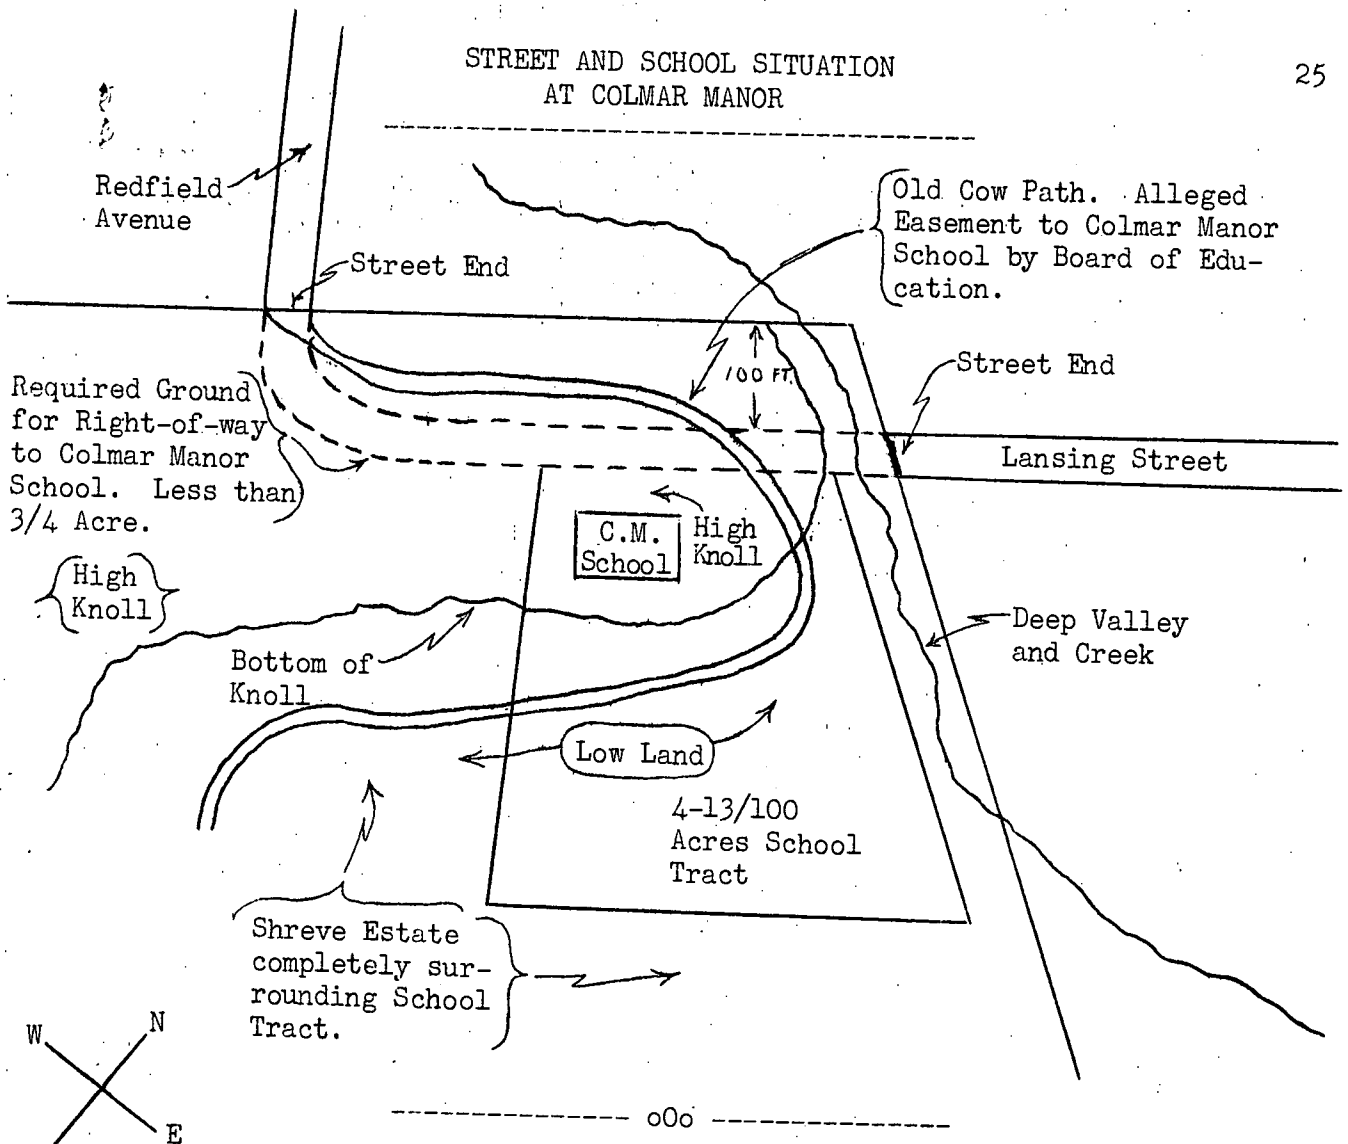 STREET AND SCHOOL SITUATION
AT COLMAR MANOR
25
Redfield
Avenue
Street End
Old Cow Path. Alleged
Easement to Colmar Manor
School by Board of Edu-
cation.
100 FT.
Street End
Required Ground
for Right-of-way
to Colmar Manor
School. Less than
3/4 Acre.
Lansing Street
C.M.
School
High
Knoll
High
Knoll
Bottom of
Knoll
Deep Valley
and Creek
Low Land
4-13/100
Acres School
Tract
Shreve Estate
completely sur-
rounding School
Tract.
W
N
E
oOo